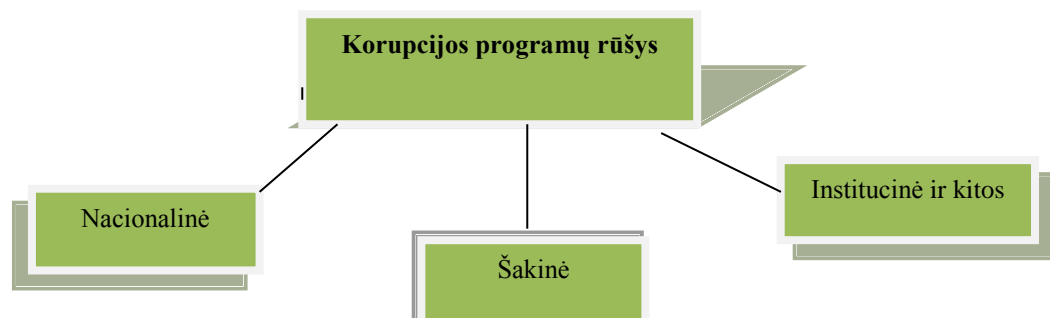 Korupcijos programų rūšys
Nacionalinė
Šakinė
Institucinė ir kitos